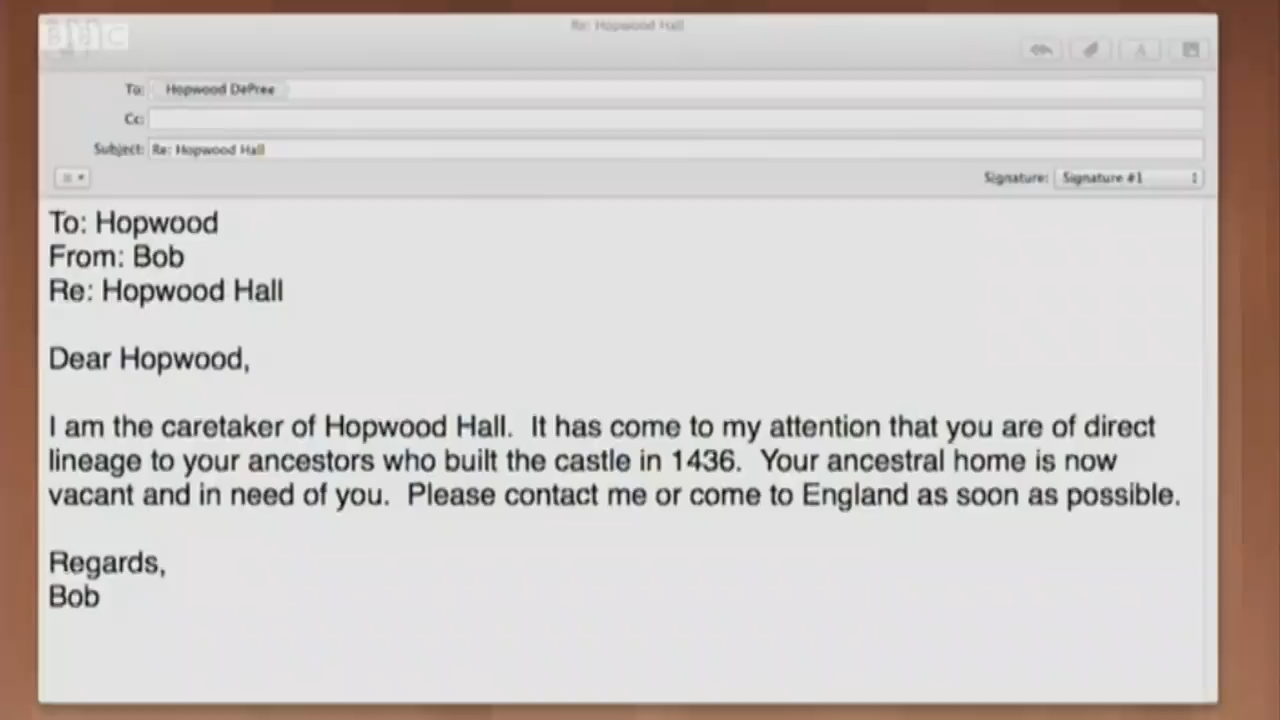 BBC
Re: Hopwood Hall
To: Hopwood DePree
Cc:
Subject: Re: Hopwood Hall
Signature: Signature #1
To: Hopwood
From: Bob
Re: Hopwood Hall
Dear Hopwood,
I am the caretaker of Hopwood Hall.  It has come to my attention that you are of direct
lineage to your ancestors who built the castle in 1436.  Your ancestral home is now
vacant and in need of you.  Please contact me or come to England as soon as possible.
Regards,
Bob